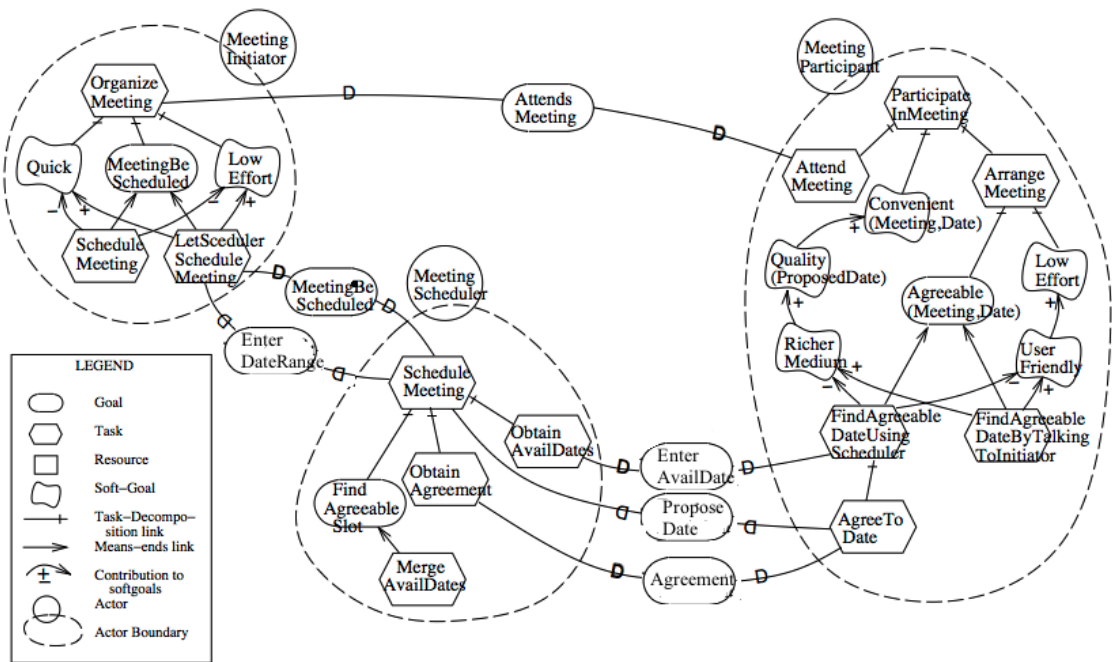 Meeting
Initiator
Organize
Meeting
Quick
MeetingBe
Scheduled
Low
Effort
−
+
−
+
Schedule
Meeting
LetSceduler
Schedule
Meeting
D
Attends
Meeting
D
Meeting
Participant
Participate
InMeeting
Attend
Meeting
Arrange
Meeting
Convenient
(Meeting,Date)
+
Quality
(ProposedDate)
+
Agreeable
(Meeting,Date)
Low
Effort
+
Richer
Medium
User
Friendly
−
+
−
+
FindAgreeable
DateUsing
Scheduler
FindAgreeable
DateByTalking
ToInitiator
AgreeTo
Date
D
MeetingBe
Scheduled
D
D
Enter
DateRange
D
Meeting
Scheduler
Schedule
Meeting
Obtain
AvailDates
Obtain
Agreement
Find
Agreeable
Slot
Merge
AvailDates
D
Enter
AvailDate
D
D
Propose
Date
D
D
Agreement
D
LEGEND
Goal
Task
Resource
Soft−Goal
Task−Decompo−
sition link
Means−ends link
±
Contribution to
softgoals
Actor
Actor Boundary